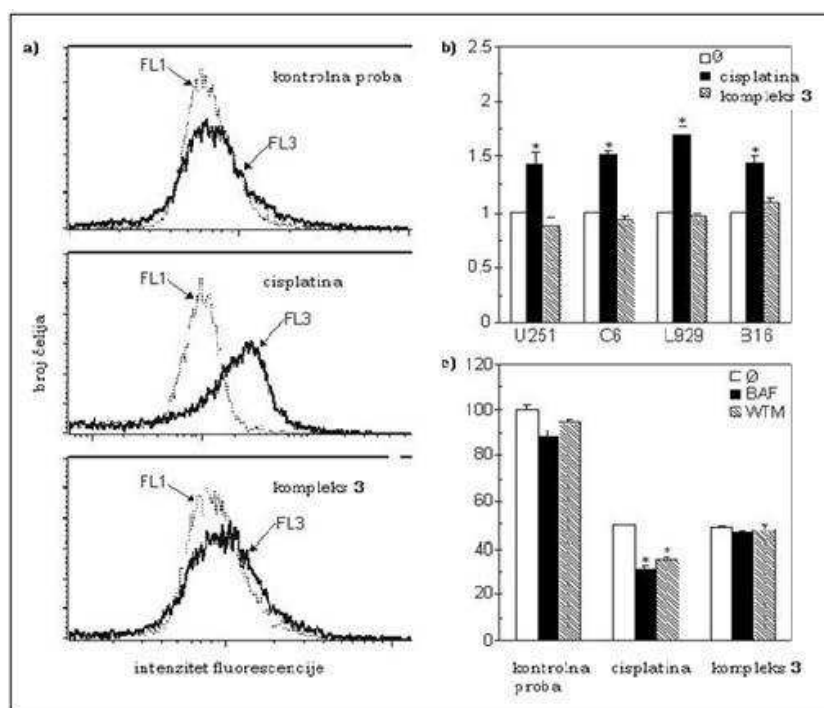 a)
kontrolna proba
FL1
FL3
cisplatina
FL1
FL3
kompleks 3
FL1
FL3
broj ćelija
intenzitet fluorescencije
b)
2.5
2
1.5
1
0.5
0
Ø
cisplatina
kompleks 3
*
*
*
*
U251
C6
L929
B16
c)
120
100
80
60
40
20
0
Ø
BAF
WTM
*
*
kontrolna
proba
cisplatina
kompleks 3